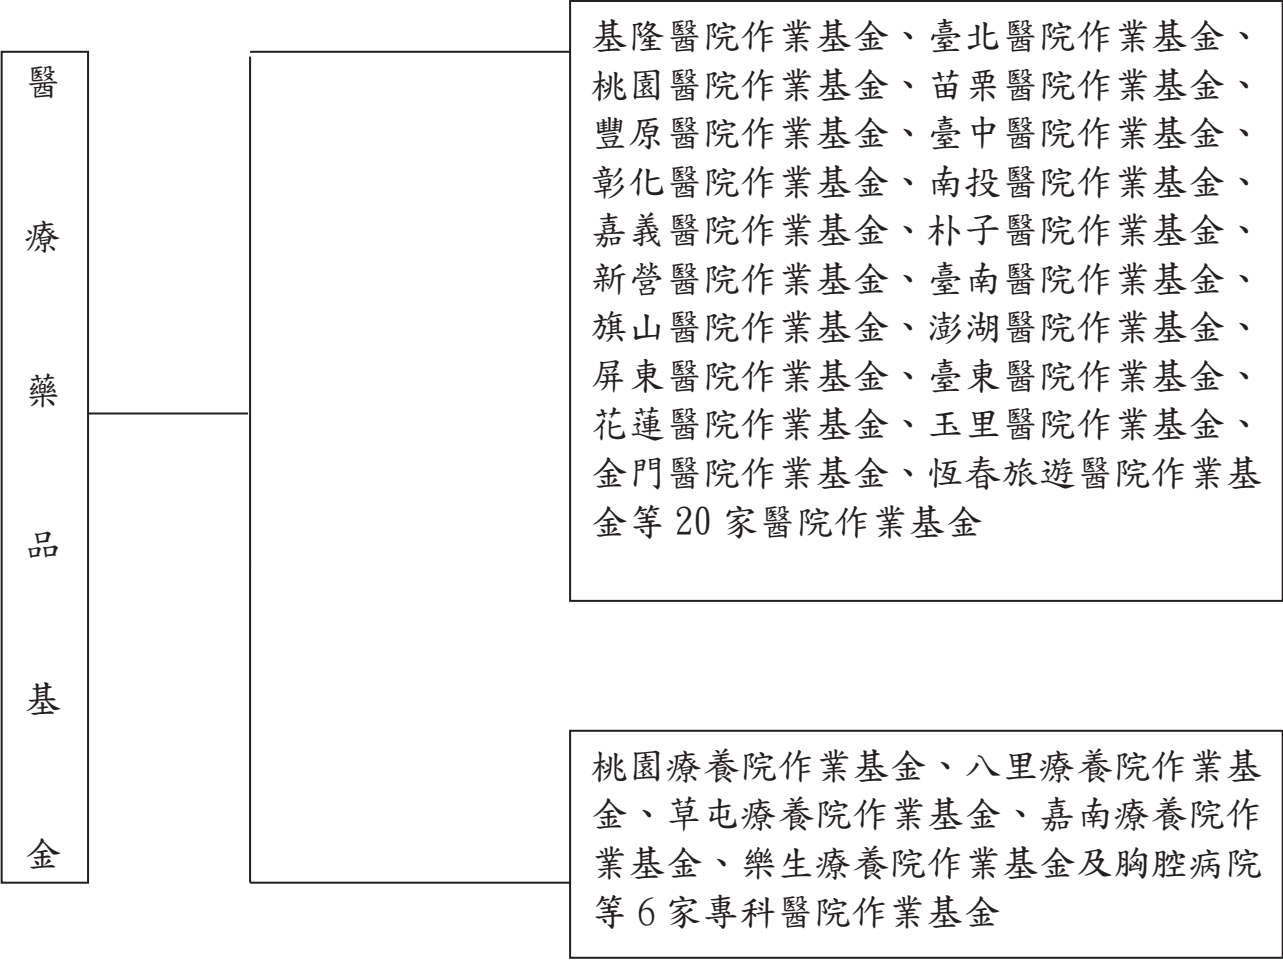 醫療藥品基金
基隆醫院作業基金、臺北醫院作業基金、
桃園醫院作業基金、苗栗醫院作業基金、
豐原醫院作業基金、臺中醫院作業基金、
彰化醫院作業基金、南投醫院作業基金、
嘉義醫院作業基金、朴子醫院作業基金、
新營醫院作業基金、臺南醫院作業基金、
旗山醫院作業基金、澎湖醫院作業基金、
屏東醫院作業基金、臺東醫院作業基金、
花蓮醫院作業基金、玉里醫院作業基金、
金門醫院作業基金、恆春旅遊醫院作業基
金等 20 家醫院作業基金
桃園療養院作業基金、八里療養院作業基
金、草屯療養院作業基金、嘉南療養院作
業基金、樂生療養院作業基金及胸腔病院
等 6 家專科醫院作業基金